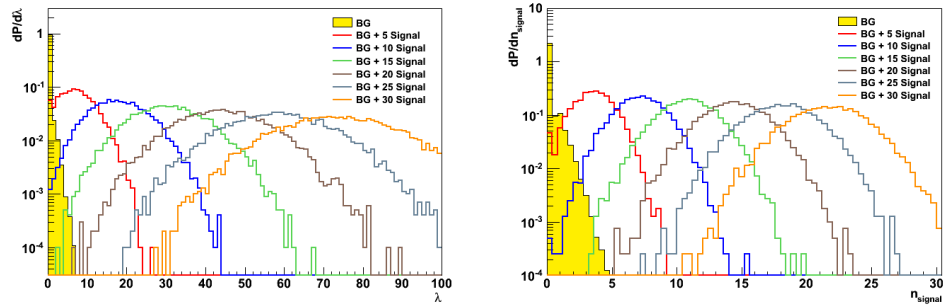 dP/dλ
1
10⁻¹
10⁻²
10⁻³
10⁻⁴
BG
BG + 5 Signal
BG + 10 Signal
BG + 15 Signal
BG + 20 Signal
BG + 25 Signal
BG + 30 Signal
0 10 20 30 40 50 60 70 80 90 100
λ
dP/dn_signal
10
1
10⁻¹
10⁻²
10⁻³
10⁻⁴
BG
BG + 5 Signal
BG + 10 Signal
BG + 15 Signal
BG + 20 Signal
BG + 25 Signal
BG + 30 Signal
0 5 10 15 20 25 30
n_signal